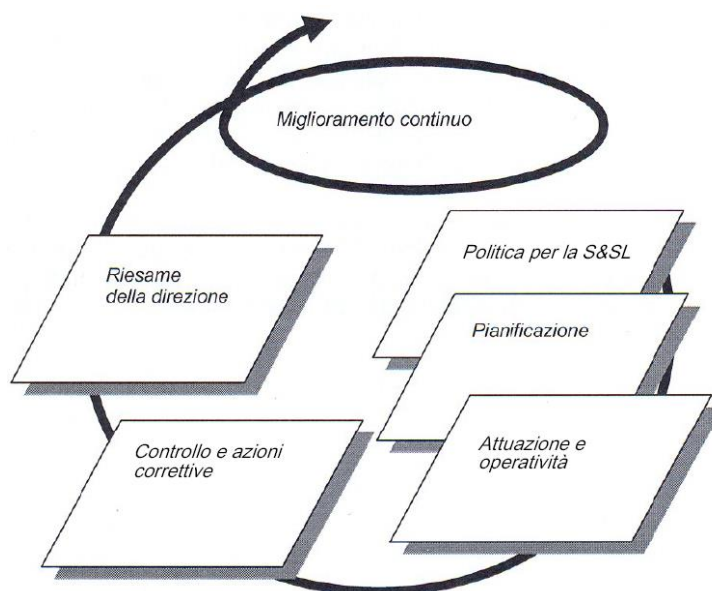 Miglioramento continuo
Politica per la S&SL
Pianificazione
Attuazione e
operatività
Controllo e azioni
correttive
Riesame
della direzione